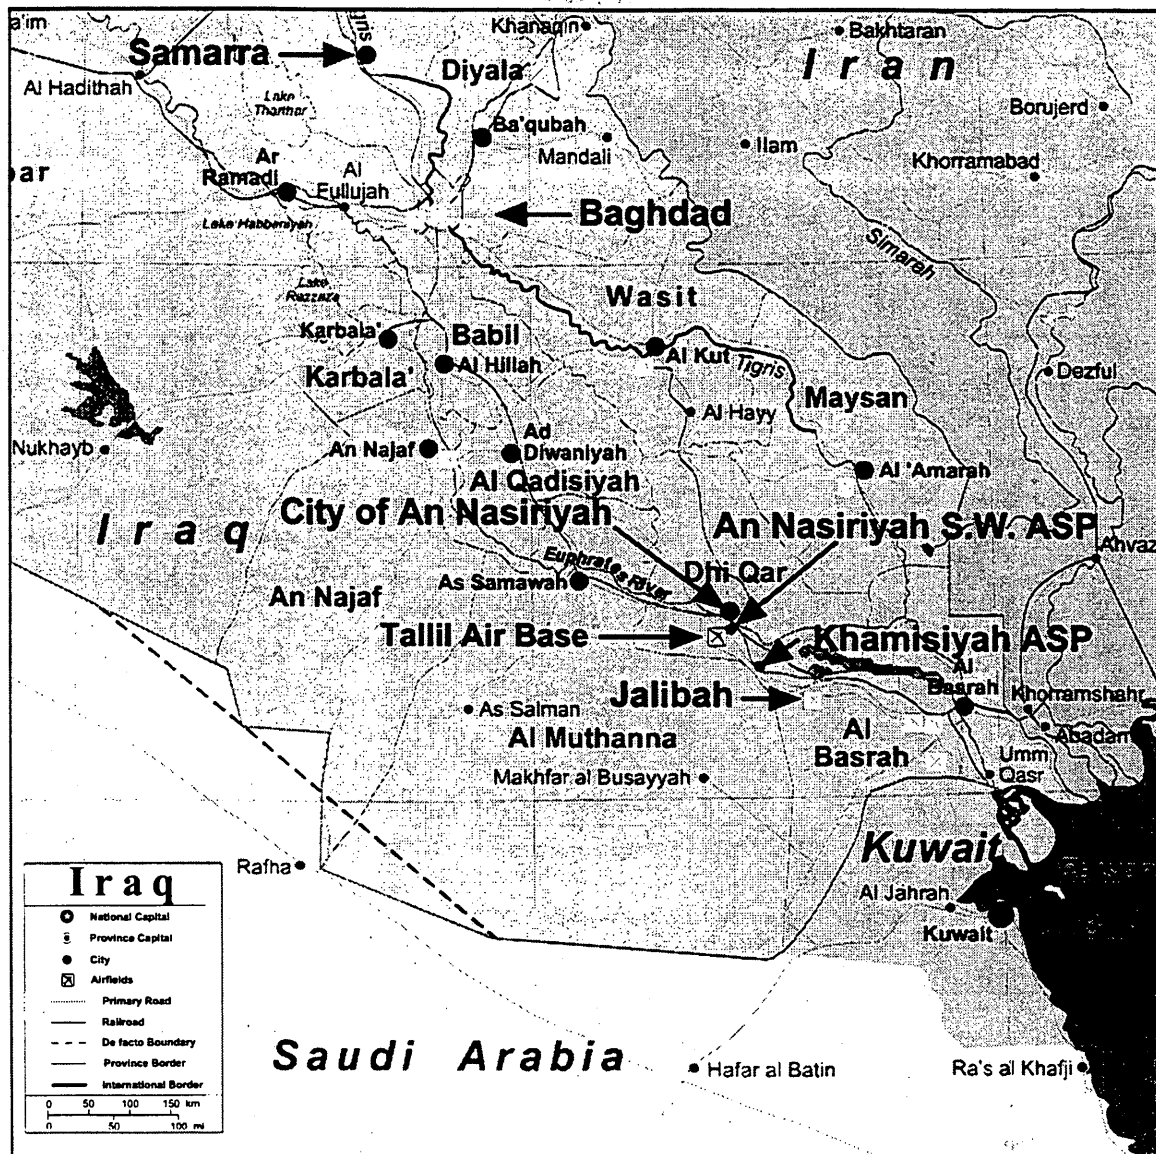 a'im
Khanaqin
Bakhtaran
Samarra
Diyala
Iran
Al Hadithah
Lake
Tharthar
Borujerd
Ba'qubah
Mandali
Ilam
Khorramabad
ar
Ar
Ramadi
Al
Fullujah
Lake Habbaniyah
Baghdad
Simarah
Lake
Razzaza
Wasit
Karbala'
Babil
Al Hillah
Al Kut
Tigris
Dezful
Karbala'
Maysan
Al Hayy
Nukhayb
An Najaf
Ad
Diwaniyah
Al 'Amarah
Al Qadisiyah
City of An Nasiriyah
An Nasiriyah S.W. ASP
Iraq
Ahvaz
Euphrates River
Dhi Qar
As Samawah
An Najaf
Tallil Air Base
Khamisiyah ASP
Al
Basrah
Jalibah
Khorramshahr
As Salman
Abadan
Al Muthanna
Al
Basrah
Umm
Qasr
Makhfar al Busayyah
Kuwait
Rafha
Al Jahrah
Kuwait
Iraq
National Capital
Province Capital
City
Airfields
Primary Road
Railroad
De facto Boundary
Province Border
International Border
0 50 100 150 km
0 50 100 mi
Saudi Arabia
Hafar al Batin
Ra's al Khafji